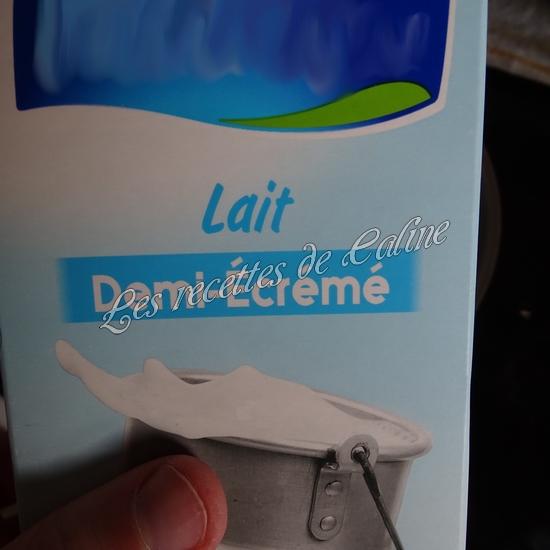 Lait
Demi-Écrémé
Les recettes de Caline